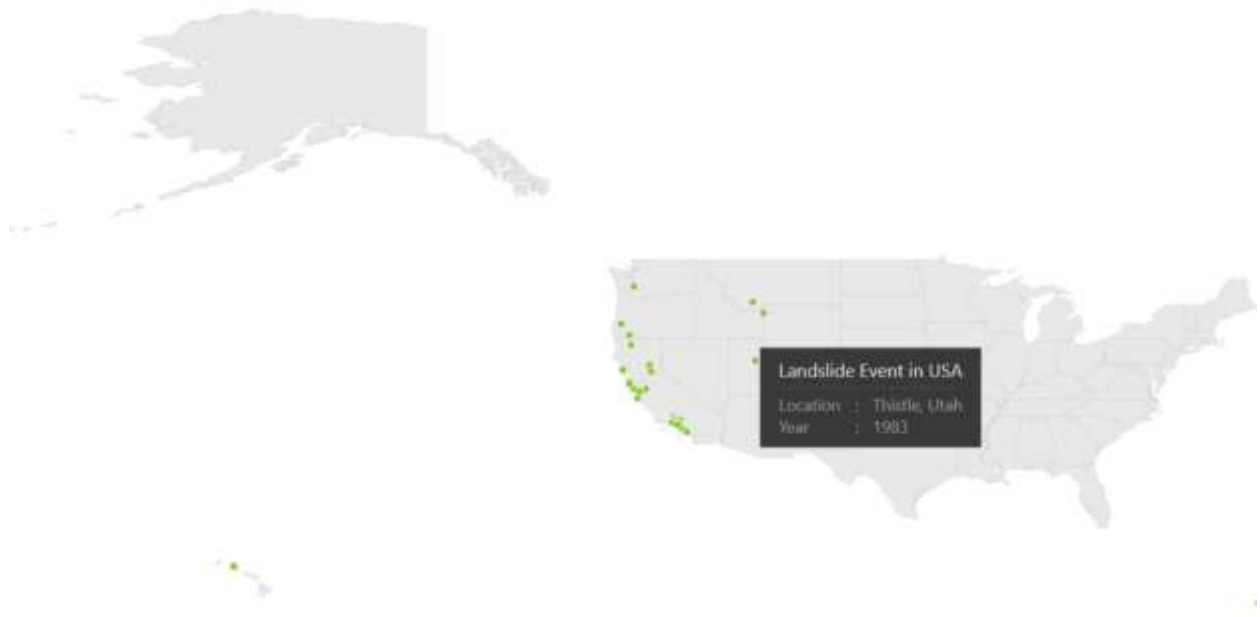 Landslide Event in USA
Location : Thistle, Utah
Year : 1983